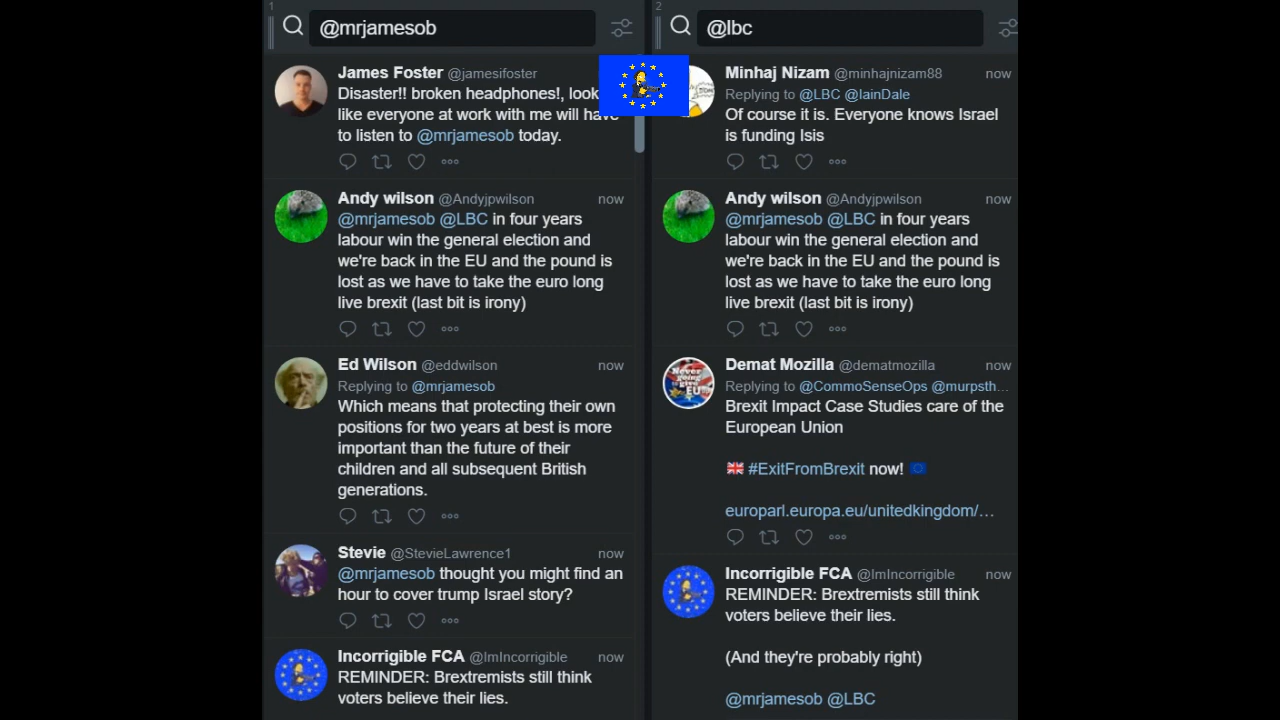 1
@mrjamesob
James Foster @jamesifoster
Disaster!! broken headphones!, look
like everyone at work with me will have
to listen to @mrjamesob today.
Andy wilson @Andyjpwilson now
@mrjamesob @LBC in four years
labour win the general election and
we're back in the EU and the pound is
lost as we have to take the euro long
live brexit (last bit is irony)
Ed Wilson @eddwilson now
Replying to @mrjamesob
Which means that protecting their own
positions for two years at best is more
important than the future of their
children and all subsequent British
generations.
Stevie @StevieLawrence1 now
@mrjamesob thought you might find an
hour to cover trump Israel story?
Incorrigible FCA @ImIncorrigible now
REMINDER: Brextremists still think
voters believe their lies.
2
@lbc
Minhaj Nizam @minhajnizam88 now
Replying to @LBC @IainDale
Of course it is. Everyone knows Israel
is funding Isis
Andy wilson @Andyjpwilson now
@mrjamesob @LBC in four years
labour win the general election and
we're back in the EU and the pound is
lost as we have to take the euro long
live brexit (last bit is irony)
Demat Mozilla @dematmozilla now
Replying to @CommoSenseOps @murpsth...
Brexit Impact Case Studies care of the
European Union
#ExitFromBrexit now!
europarl.europa.eu/unitedkingdom/...
Never
going
to give
EU
Incorrigible FCA @ImIncorrigible now
REMINDER: Brextremists still think
voters believe their lies.
(And they're probably right)
@mrjamesob @LBC